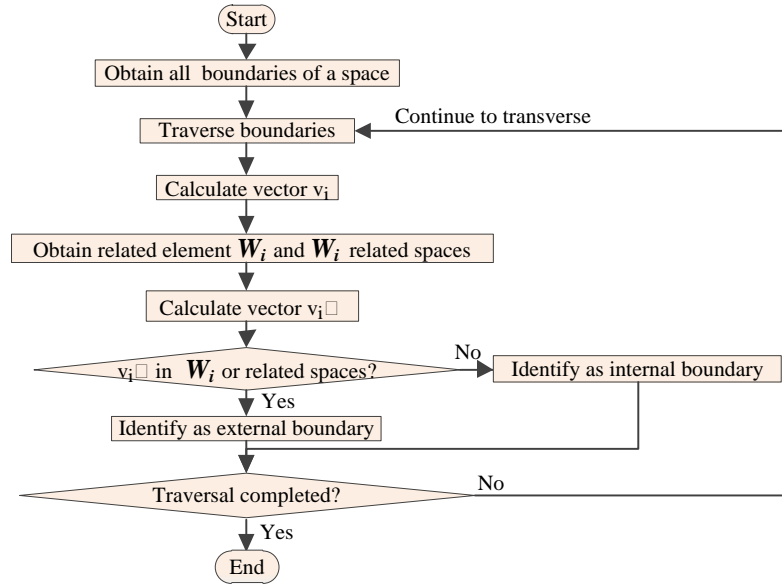 Start
Obtain all boundaries of a space
Traverse boundaries
Continue to transverse
Calculate vector vi
Obtain related element Wi and Wi related spaces
Calculate vector vi□
vi□ in Wi or related spaces?
No
Identify as internal boundary
Yes
Identify as external boundary
Traversal completed?
No
Yes
End